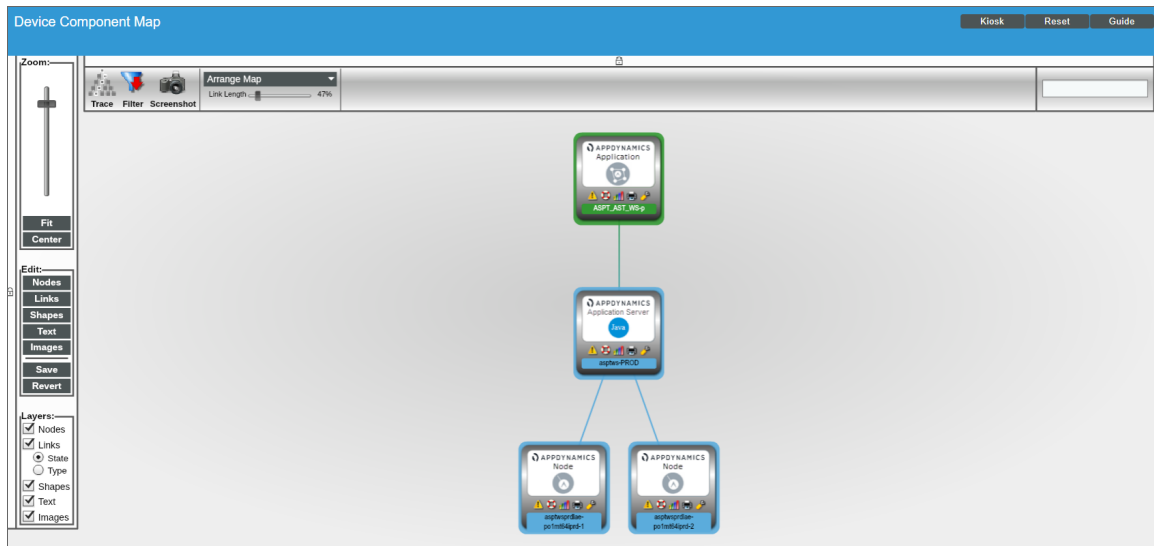 Device Component Map
Kiosk Reset Guide
Zoom:
Trace Filter Screenshot
Arrange Map
Link Length 47%
Fit
Center
Edit:
Nodes
Links
Shapes
Text
Images
Save
Revert
Layers:
Nodes
Links
State
Type
Shapes
Text
Images
APPDYNAMICS
Application
ASPT_AST_WS-p
APPDYNAMICS
Application Server
Java
asptws-PROD
APPDYNAMICS
Node
APPDYNAMICS
Node